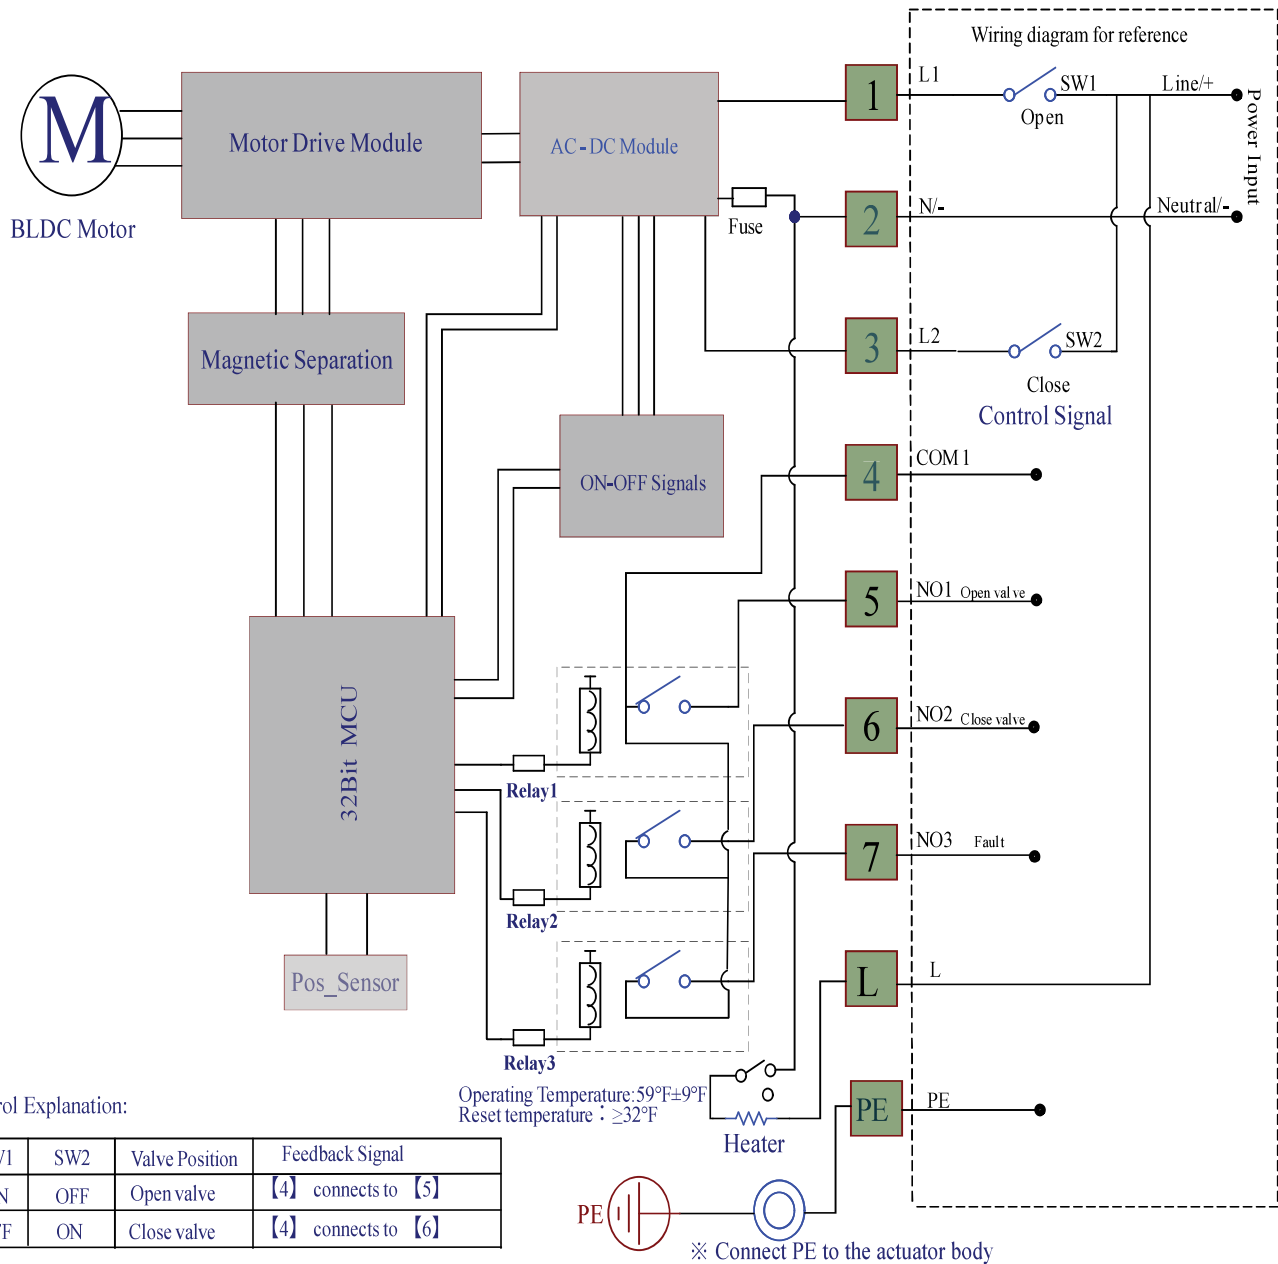 Wiring diagram for reference
M
BLDC Motor
Motor Drive Module
AC-DC Module
Fuse
1
L1
SW1
Open
Line/+
Power Input
2
N/-
Neutral/-
Magnetic Separation
3
L2
SW2
Close
Control Signal
ON-OFF Signals
4
COM1
5
NO1 Open valve
32Bit MCU
6
NO2 Close valve
Relay1
7
NO3 Fault
Relay2
Pos_Sensor
L
L
Relay3
Operating Temperature:59°F±9°F
Reset temperature：≥32°F
Heater
PE
PE
PE
※ Connect PE to the actuator body
rol Explanation:
/1 SW2 Valve Position Feedback Signal
N OFF Open valve 【4】 connects to 【5】
F ON Close valve 【4】 connects to 【6】